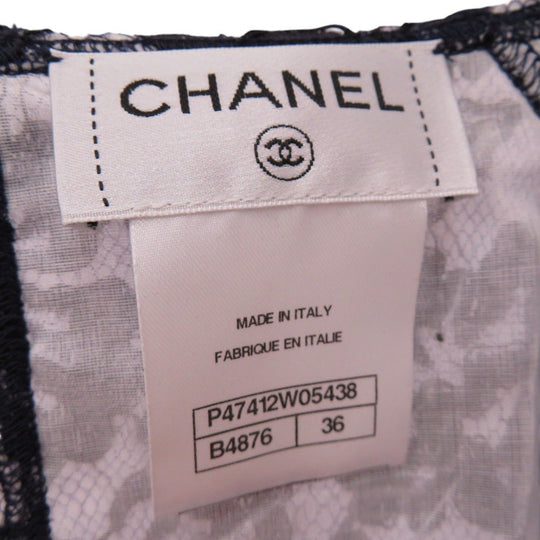 CHANEL
MADE IN ITALY
FABRIQUE EN ITALIE
P47412W05438
B4876 36